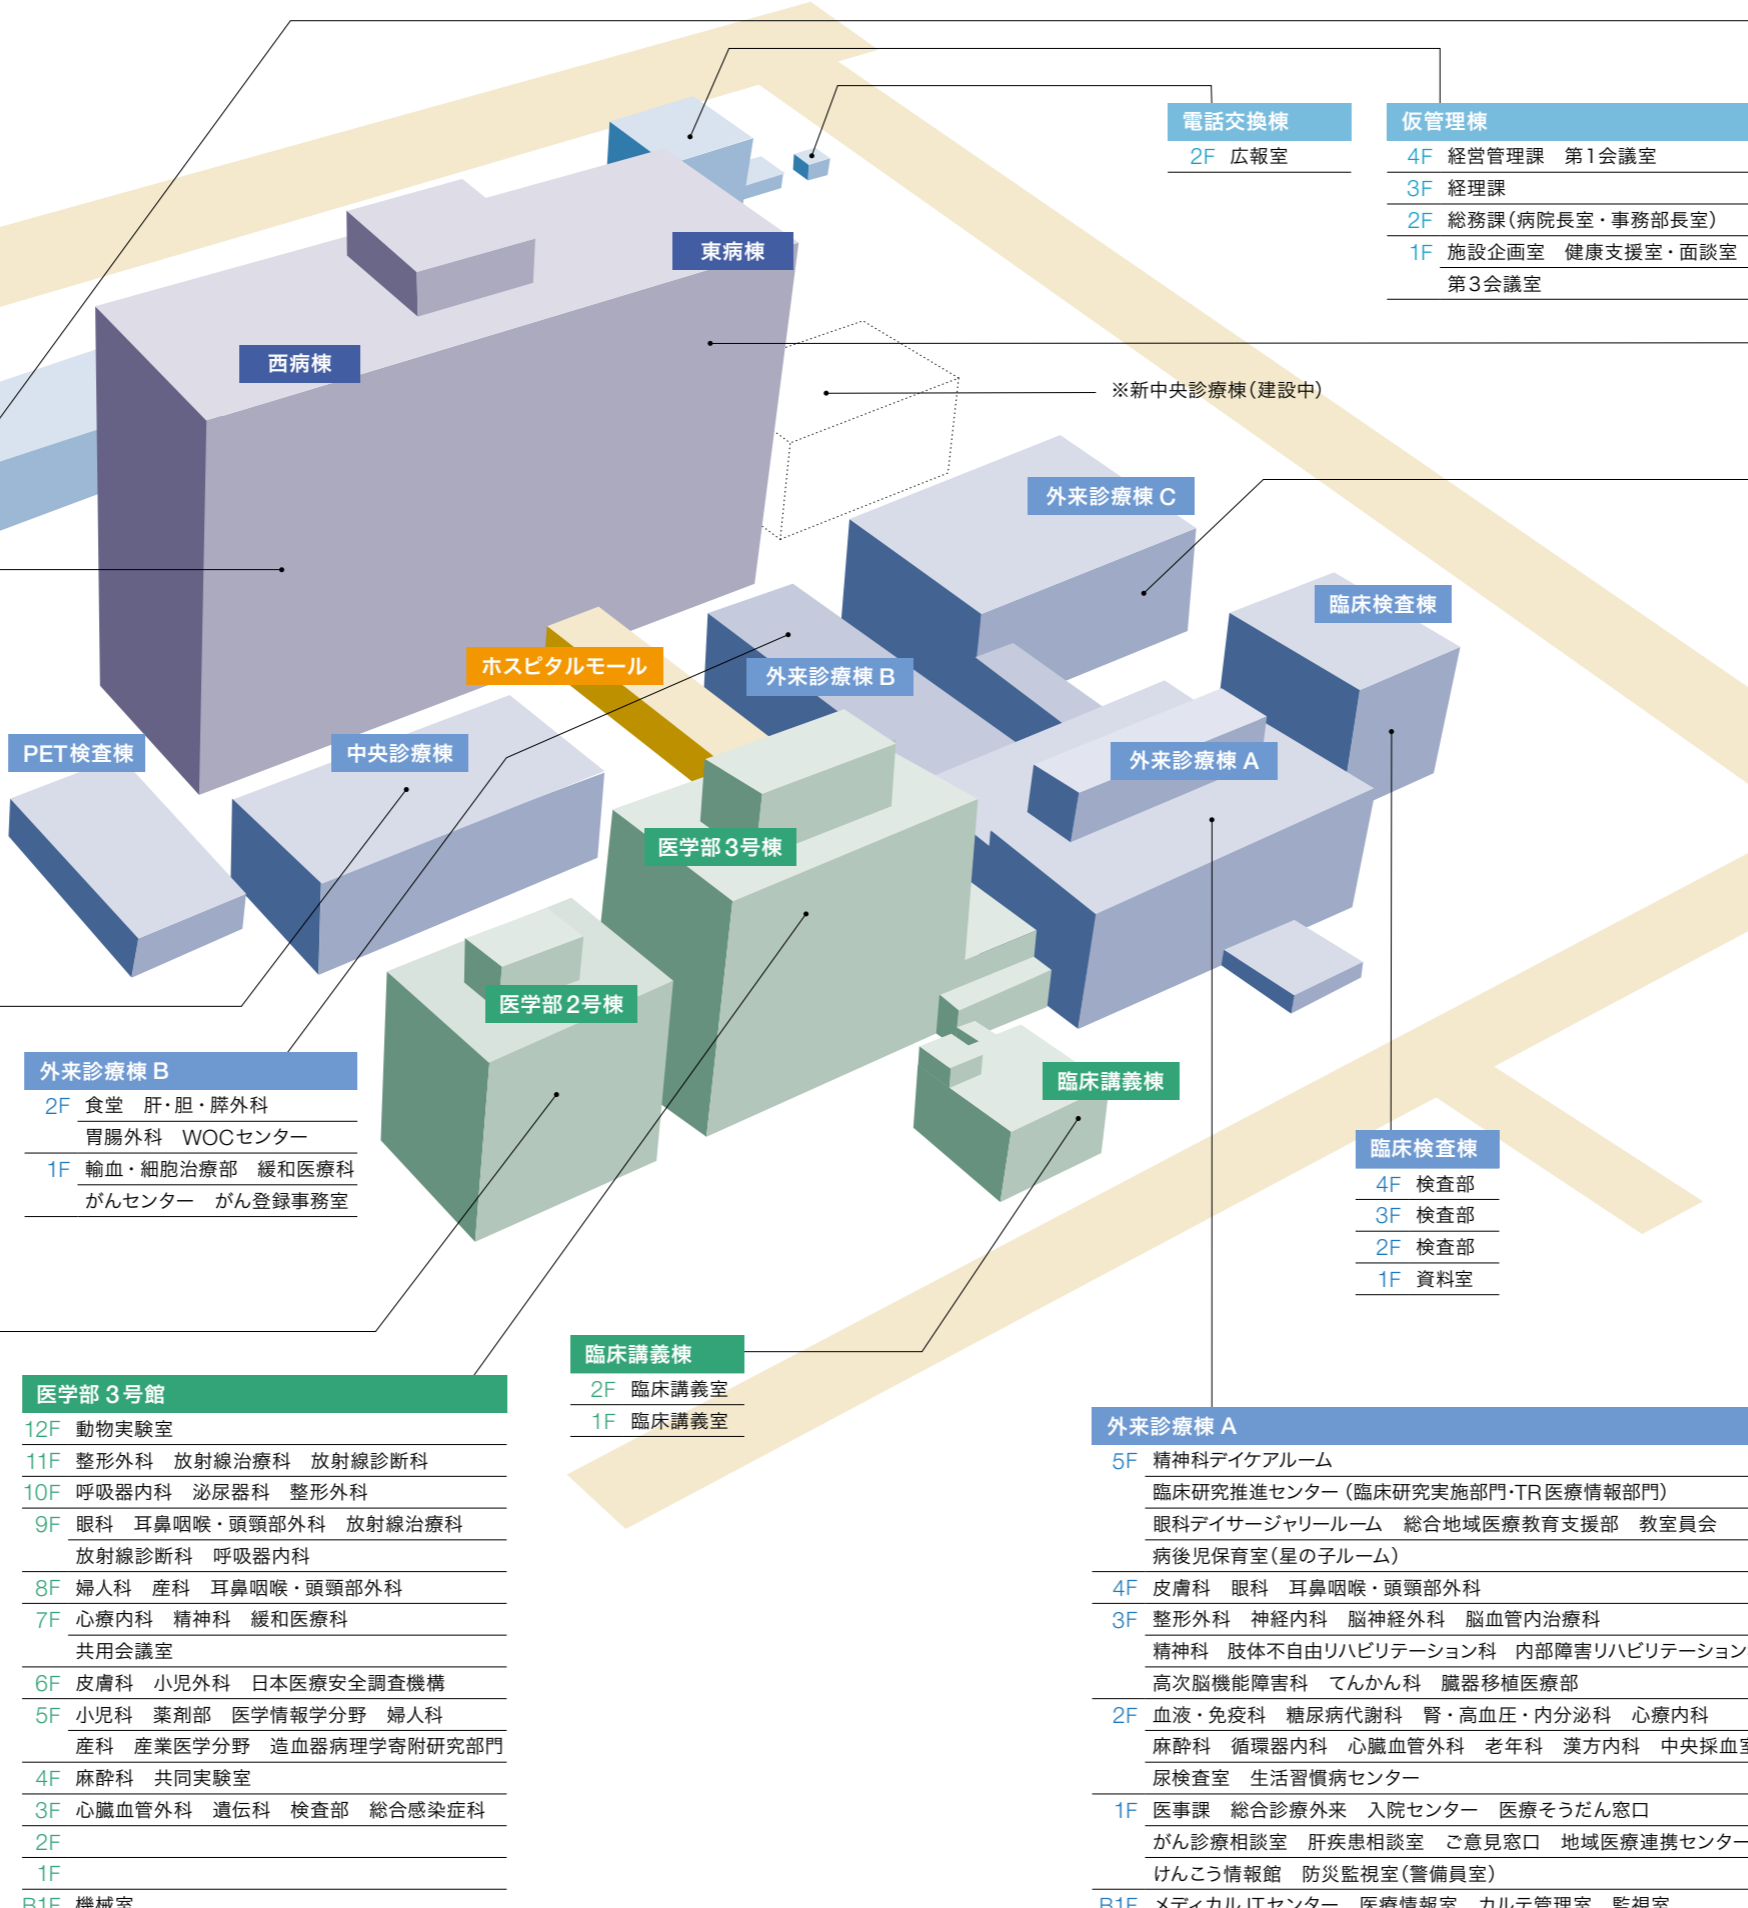 電話交換棟
2F 広報室
仮管理棟
4F 経営管理課 第1会議室
3F 経理課
2F 総務課(病院長室・事務部長室)
1F 施設企画室 健康支援室・面談室
第3会議室
東病棟
西病棟
※新中央診療棟(建設中)
外来診療棟 C
臨床検査棟
ホスピタルモール
外来診療棟 B
PET検査棟
中央診療棟
外来診療棟 A
医学部3号棟
医学部2号棟
臨床講義棟
外来診療棟 B
2F 食堂 肝・胆・膵外科
胃腸外科 WOCセンター
1F 輸血・細胞治療部 緩和医療科
がんセンター がん登録事務室
臨床検査棟
4F 検査部
3F 検査部
2F 検査部
1F 資料室
臨床講義棟
2F 臨床講義室
1F 臨床講義室
医学部 3号館
12F 動物実験室
11F 整形外科 放射線治療科 放射線診断科
10F 呼吸器内科 泌尿器科 整形外科
9F 眼科 耳鼻咽喉・頭頸部外科 放射線治療科
放射線診断科 呼吸器内科
8F 婦人科 産科 耳鼻咽喉・頭頸部外科
7F 心療内科 精神科 緩和医療科
共用会議室
6F 皮膚科 小児外科 日本医療安全調査機構
5F 小児科 薬剤部 医学情報学分野 婦人科
産科 産業医学分野 造血器病理学寄附研究部門
4F 麻酔科 共同実験室
3F 心臓血管外科 遺伝科 検査部 総合感染症科
2F
1F
B1F 機械室
外来診療棟 A
5F 精神科デイケアルーム
臨床研究推進センター(臨床研究実施部門・TR医療情報部門)
眼科デイサージャリールーム 総合地域医療教育支援部 教室員会
病後児保育室(星の子ルーム)
4F 皮膚科 眼科 耳鼻咽喉・頭頸部外科
3F 整形外科 神経内科 脳神経外科 脳血管内治療科
精神科 肢体不自由リハビリテーション科 内部障害リハビリテーション
高次脳機能障害科 てんかん科 臓器移植医療部
2F 血液・免疫科 糖尿病代謝科 腎・高血圧・内分泌科 心療内科
麻酔科 循環器内科 心臓血管外科 老年科 漢方内科 中央採血室
尿検査室 生活習慣病センター
1F 医事課 総合診療外来 入院センター 医療そうだん窓口
がん診療相談室 肝疾患相談室 ご意見窓口 地域医療連携センター
けんこう情報館 防災監視室(警備員室)
B1F メディカルITセンター 医療情報室 カルテ管理室 監視室